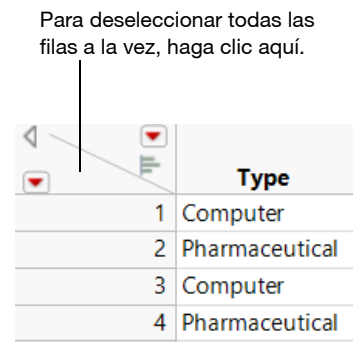 Para deseleccionar todas las
filas a la vez, haga clic aquí.
Type
1 Computer
2 Pharmaceutical
3 Computer
4 Pharmaceutical